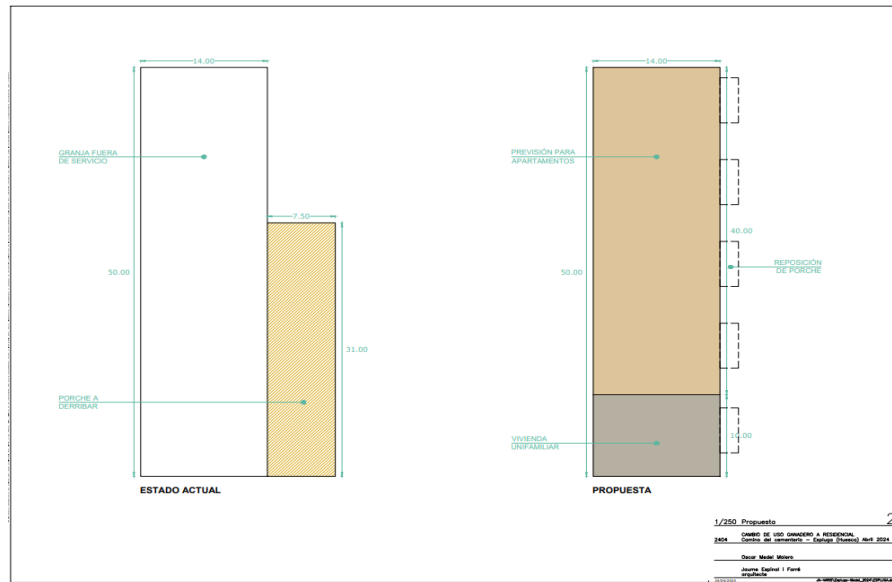 14.00
14.00
GRANJA FUERA
DE SERVICIO
PREVISIÓN PARA
APARTAMENTOS
7.50
40.00
50.00
50.00
REPOSICIÓN
DE PORCHE
31.00
PORCHE A
DERRIBAR
VIVIENDA
UNIFAMILIAR
10.00
ESTADO ACTUAL
PROPUESTA
1/250 Propuesta 2
CAMBIO DE USO GANADERO A RESIDENCIAL
2404 Camino del cementerio - Espluga (Huesca) Abril 2024
Oscar Medel Molero
Jaume Espinal i Farré
arquitecte